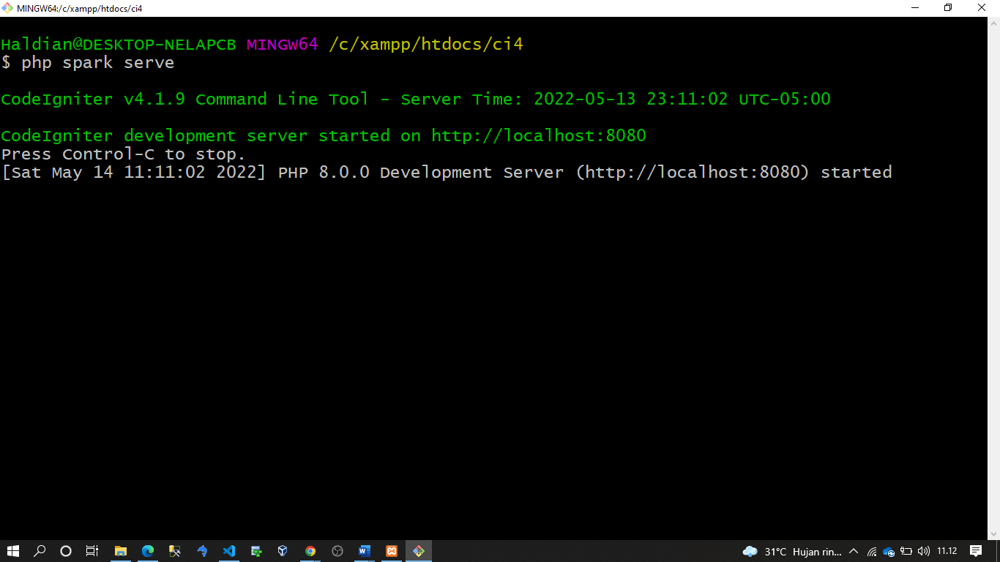 MINGW64:/c/xampp/htdocs/ci4
Haldian@DESKTOP-NELAPCB MINGW64 /c/xampp/htdocs/ci4
$ php spark serve
CodeIgniter v4.1.9 Command Line Tool - Server Time: 2022-05-13 23:11:02 UTC-05:00
CodeIgniter development server started on http://localhost:8080
Press Control-C to stop.
[Sat May 14 11:11:02 2022] PHP 8.0.0 Development Server (http://localhost:8080) started
31°C Hujan rin... 11.12